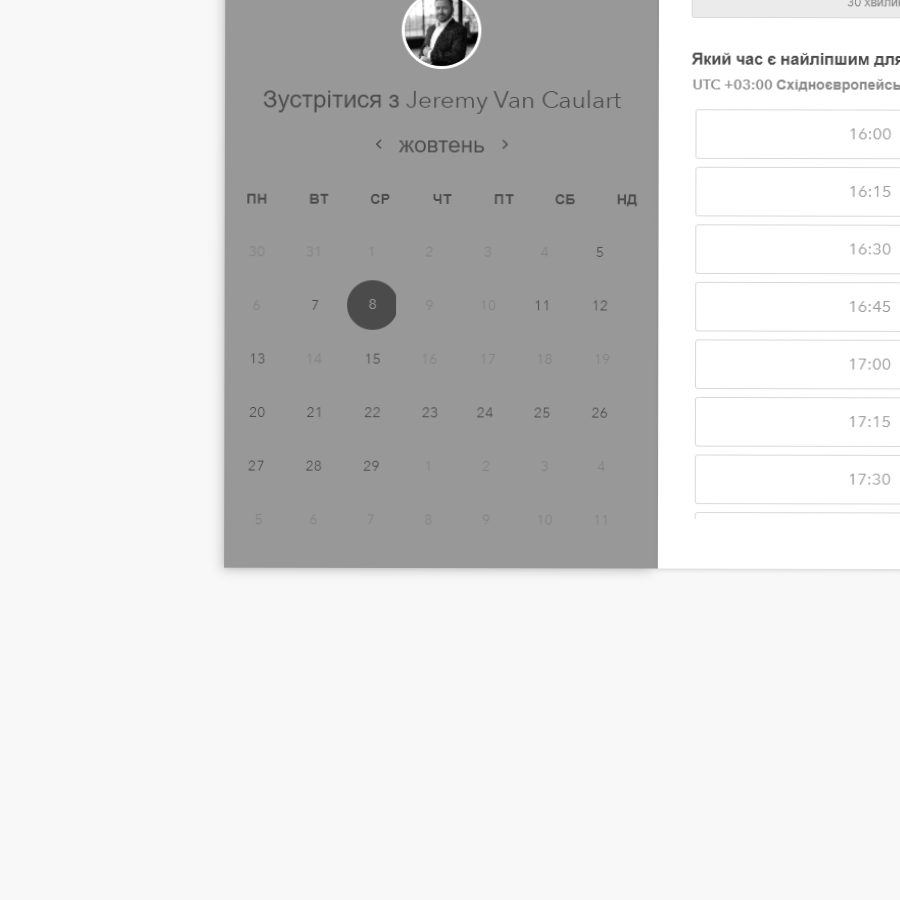 Зустрітися з Jeremy Van Caulart
‹ жовтень ›
ПН ВТ СР ЧТ ПТ СБ НД
30 31 1 2 3 4 5
6 7 8 9 10 11 12
13 14 15 16 17 18 19
20 21 22 23 24 25 26
27 28 29 1 2 3 4
5 6 7 8 9 10 11
30
Який час є найліпшим для
UTC +03:00
16:00
16:15
16:30
16:45
17:00
17:15
17:30